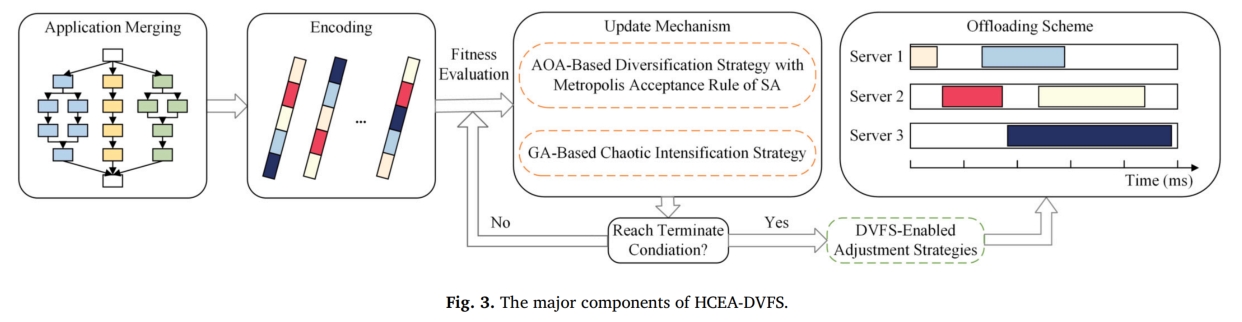 Application Merging
Encoding
...
Fitness
Evaluation
Update Mechanism
AOA-Based Diversification Strategy with
Metropolis Acceptance Rule of SA
GA-Based Chaotic Intensification Strategy
Offloading Scheme
Server 1
Server 2
Server 3
Time (ms)
No
Reach Terminate
Condiation?
Yes
DVFS-Enabled
Adjustment Strategies
Fig. 3. The major components of HCEA-DVFS.